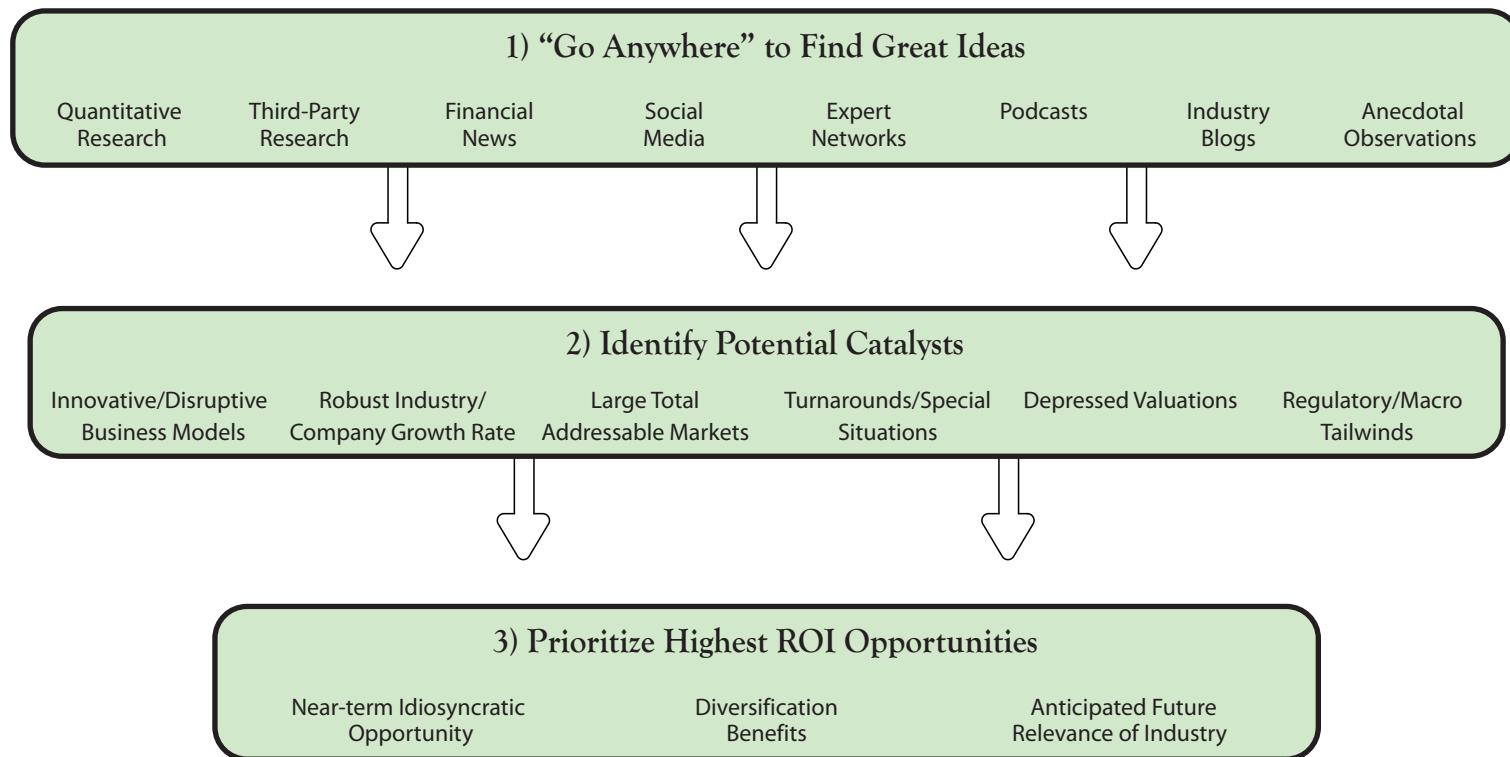 1) “Go Anywhere” to Find Great Ideas
Quantitative
Research
Third-Party
Research
Financial
News
Social
Media
Expert
Networks
Podcasts
Industry
Blogs
Anecdotal
Observations
2) Identify Potential Catalysts
Innovative/Disruptive
Business Models
Robust Industry/
Company Growth Rate
Large Total
Addressable Markets
Turnarounds/Special
Situations
Depressed Valuations
Regulatory/Macro
Tailwinds
3) Prioritize Highest ROI Opportunities
Near-term Idiosyncratic
Opportunity
Diversification
Benefits
Anticipated Future
Relevance of Industry